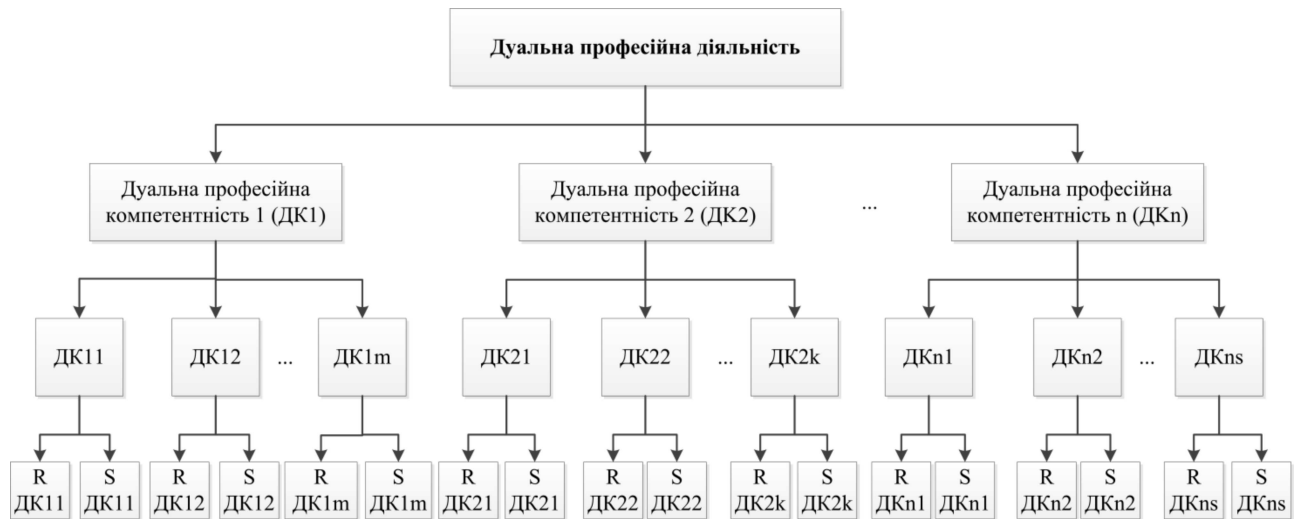 Дуальна професійна діяльність
Дуальна професійна
компетентність 1 (ДК1)
Дуальна професійна
компетентність 2 (ДК2)
...
Дуальна професійна
компетентність n (ДКn)
ДК11
ДК12
...
ДК1m
ДК21
ДК22
...
ДК2k
ДКn1
ДКn2
...
ДКns
R
ДК11
S
ДК11
R
ДК12
S
ДК12
R
ДК1m
S
ДК1m
R
ДК21
S
ДК21
R
ДК22
S
ДК22
R
ДК2k
S
ДК2k
R
ДКn1
S
ДКn1
R
ДКn2
S
ДКn2
R
ДКns
S
ДКns